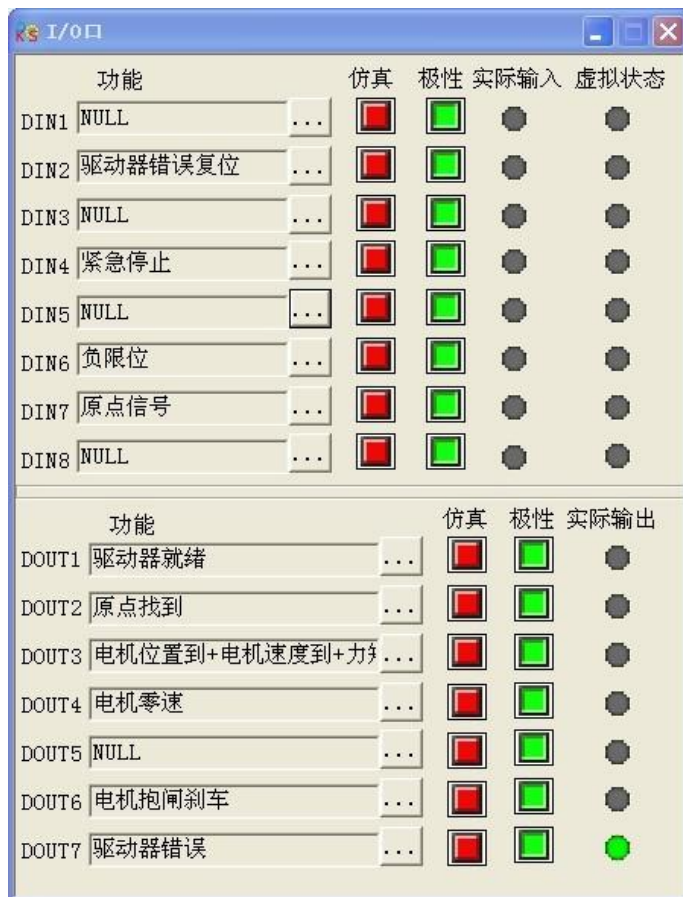 I/O口
功能 仿真 极性 实际输入 虚拟状态
DIN1 NULL ...
DIN2 驱动器错误复位 ...
DIN3 NULL ...
DIN4 紧急停止 ...
DIN5 NULL ...
DIN6 负限位 ...
DIN7 原点信号 ...
DIN8 NULL ...
功能 仿真 极性 实际输出
DOUT1 驱动器就绪 ...
DOUT2 原点找到 ...
DOUT3 电机位置到+电机速度到+力 ...
DOUT4 电机零速 ...
DOUT5 NULL ...
DOUT6 电机抱闸刹车 ...
DOUT7 驱动器错误 ...